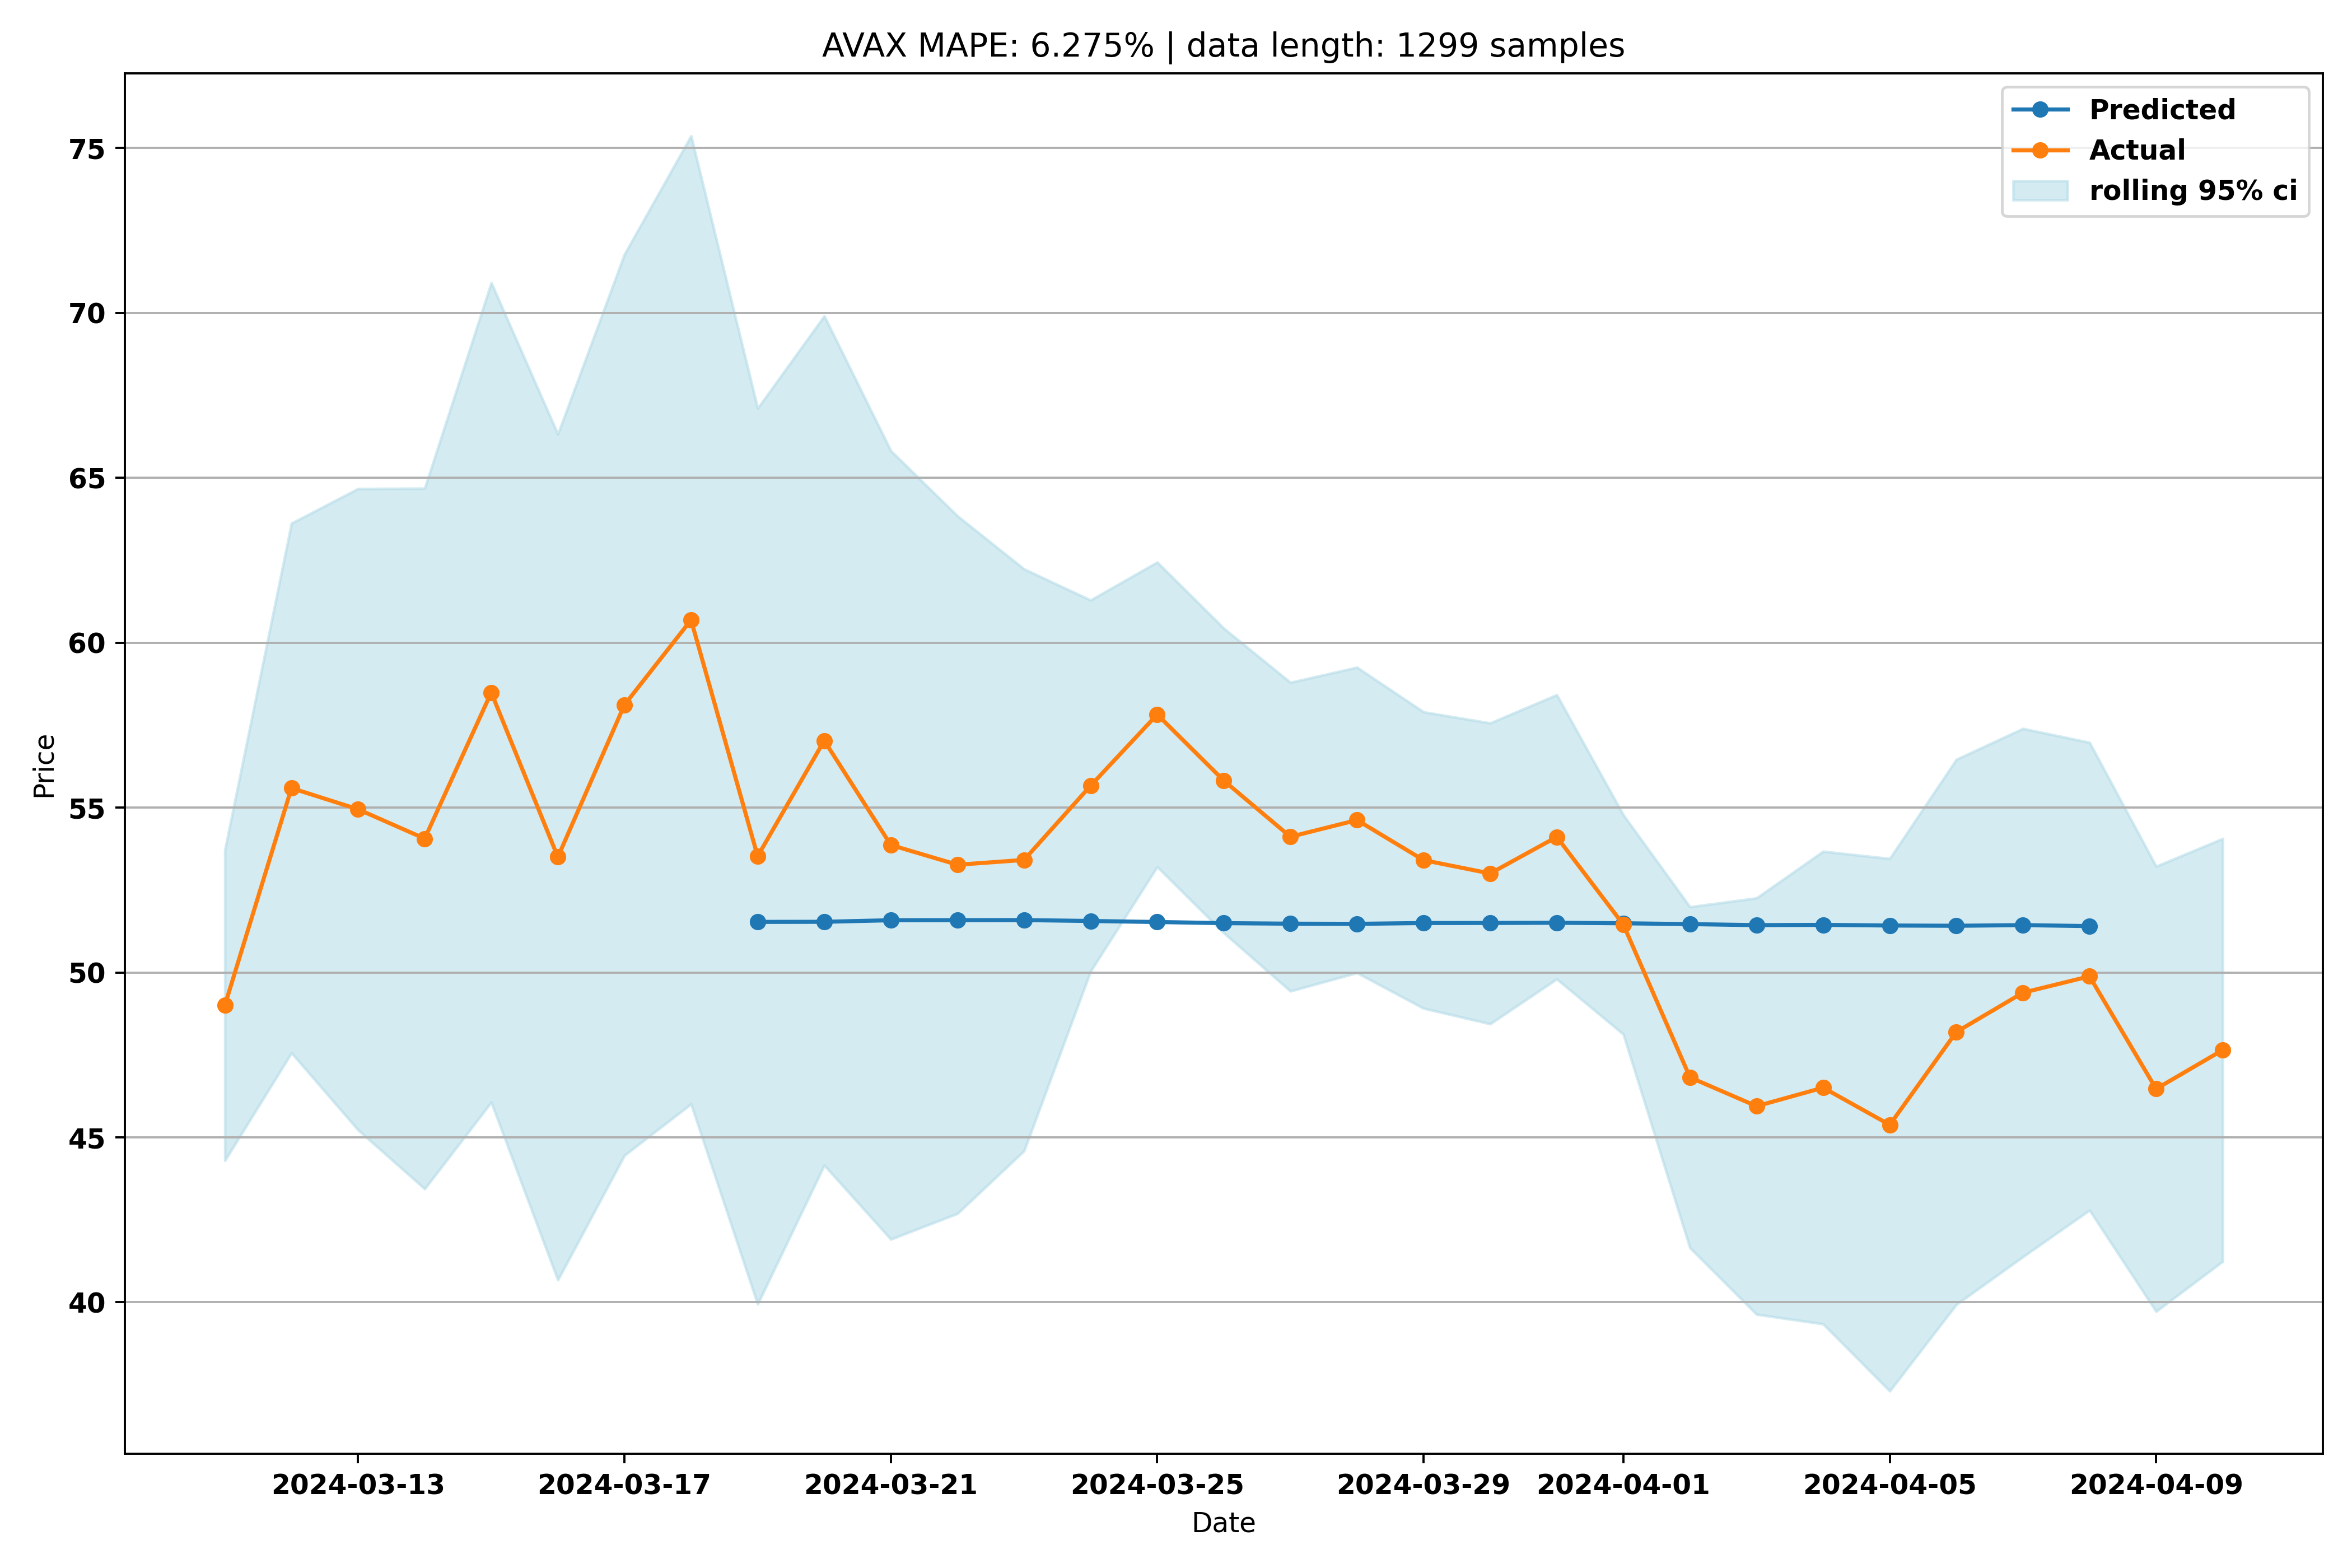 AVAX MAPE: 6.275% | data length: 1299 samples
Predicted
Actual
rolling 95% ci
75
70
65
60
55
50
45
40
Price
2024-03-13 2024-03-17 2024-03-21 2024-03-25 2024-03-29 2024-04-01 2024-04-05 2024-04-09
Date